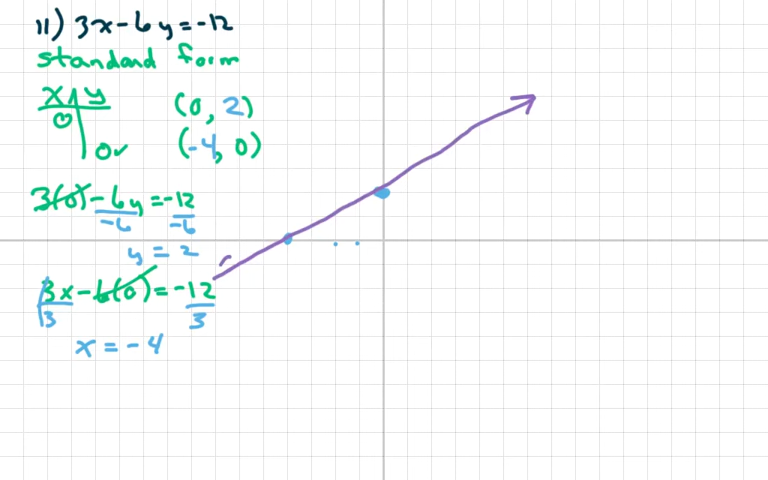 11) 3x-6y=-12
standard form
x y (0, 2)
0
0 (-4, 0)
3(0)-6y=-12
-6 -6
y = 2
3x-6(0)=-12
3 3
x = -4